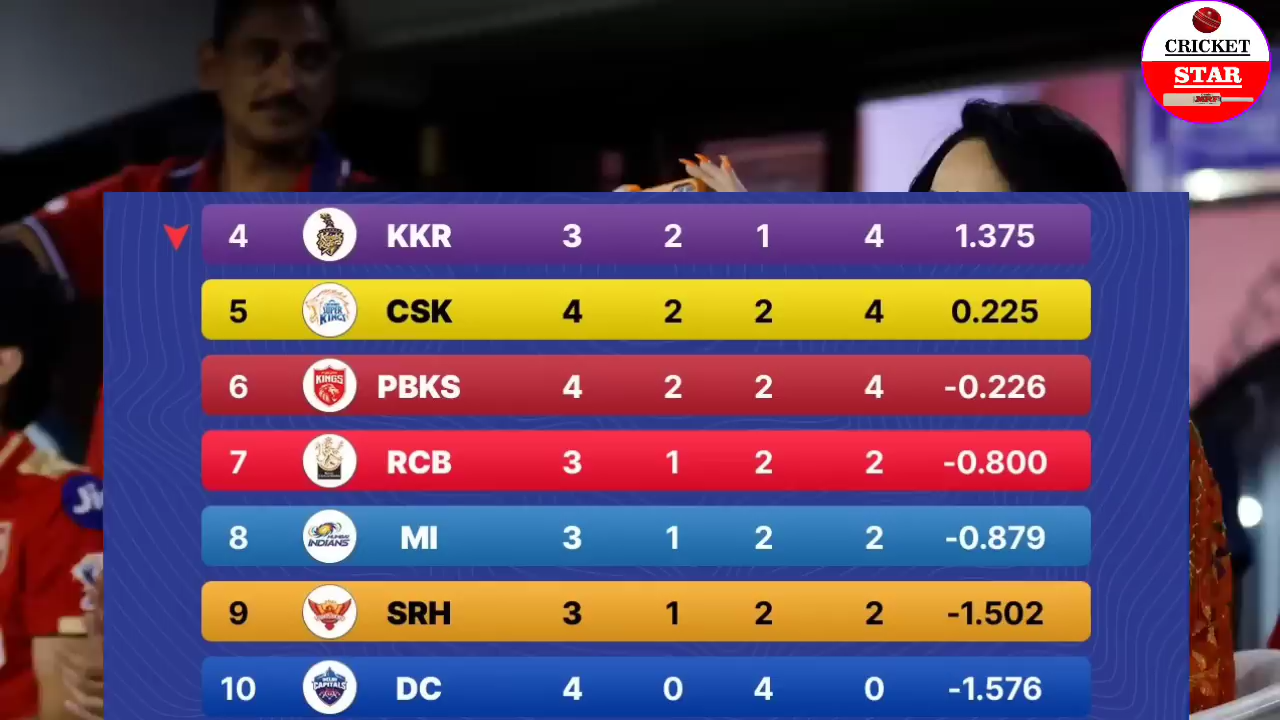 CRICKET
STAR
4 KKR 3 2 1 4 1.375
5 CSK 4 2 2 4 0.225
6 KINGS PBKS 4 2 2 4 -0.226
7 RCB 3 1 2 2 -0.800
8 INDIANS MI 3 1 2 2 -0.879
9 SRH 3 1 2 2 -1.502
10 CAPITALS DC 4 0 4 0 -1.576